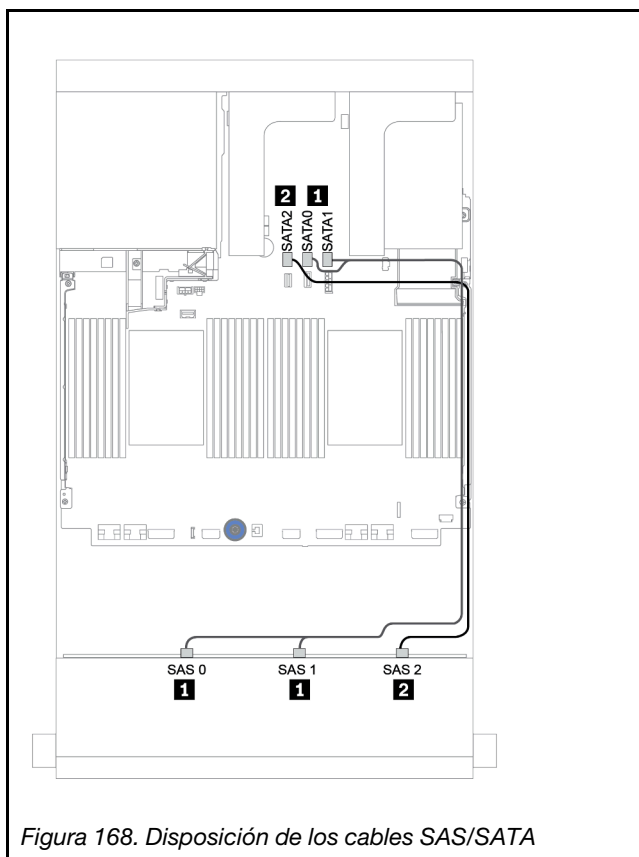 2 1
SATA2
SATA0
SATA1
SAS 0
SAS 1
SAS 2
1
1
2
Figura 168. Disposición de los cables SAS/SATA